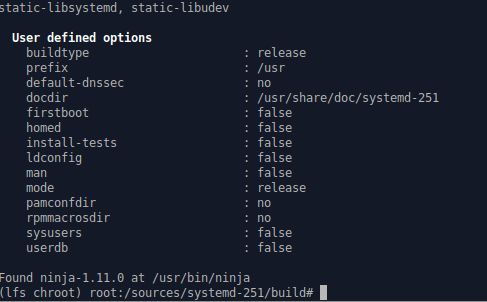 static-libsystemd, static-libudev
User defined options
buildtype : release
prefix : /usr
default-dnssec : no
docdir : /usr/share/doc/systemd-251
firstboot : false
homed : false
install-tests : false
ldconfig : false
man : false
mode : release
pamconfdir : no
rpmmacrosdir : no
sysusers : false
userdb : false
Found ninja-1.11.0 at /usr/bin/ninja
(lfs chroot) root:/sources/systemd-251/build#